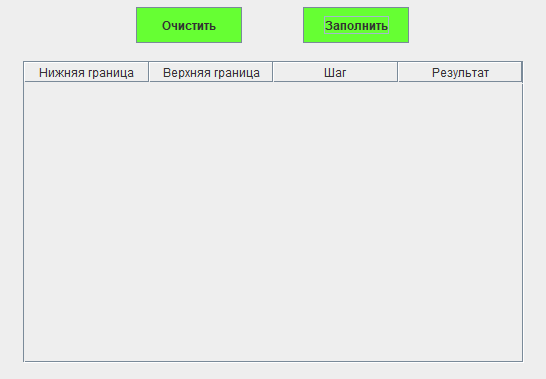 Очистить Заполнить
Нижняя граница Верхняя граница Шаг Результат